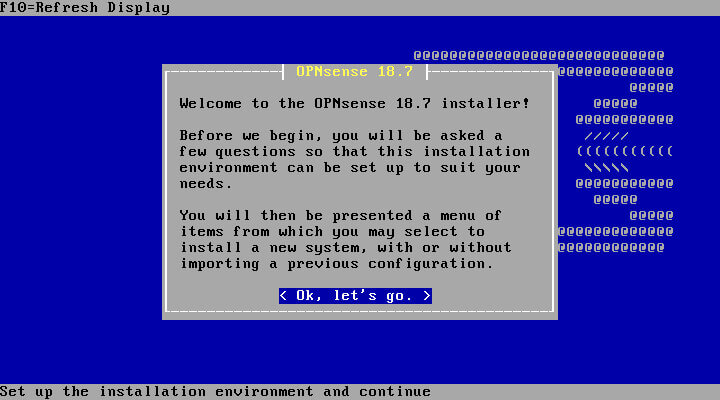 F10=Refresh Display
OPNsense 18.7
Welcome to the OPNsense 18.7 installer!
Before we begin, you will be asked a
few questions so that this installation
environment can be set up to suit your
needs.
You will then be presented a menu of
items from which you may select to
install a new system, with or without
importing a previous configuration.
< Ok, let's go. >
@@@@@@@@@@@@@@@@@@@@@@@@@@@@
@@@@@@@@@@@@@
@@@@@
@@@@@
@@@@@@@@@@@
/////
(((((((((((
\\\\\
@@@@@@@@@@@
@@@@@
@@@@@
@@@@@@@@@@@@@
@@@@@@@@@@@@
Set up the installation environment and continue